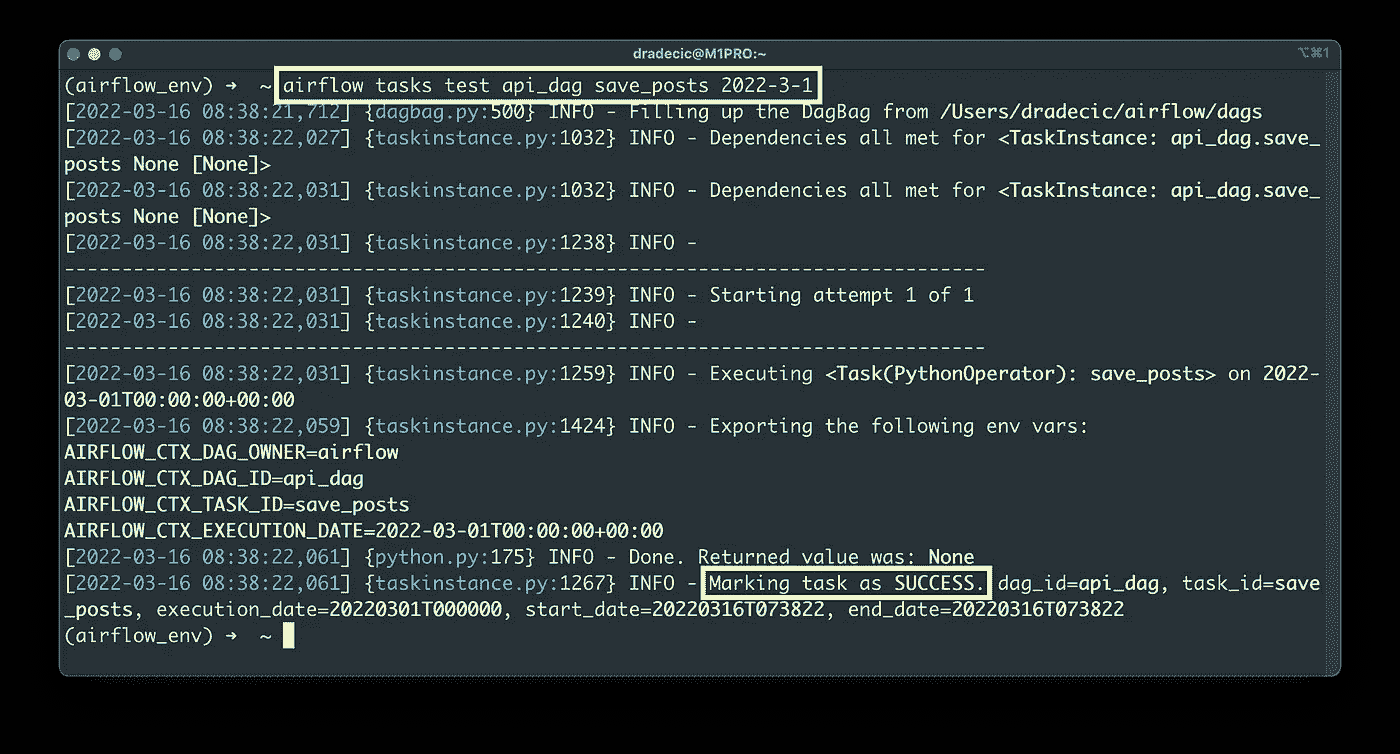 dradecic@M1PRO:~
⌥⌘1
(airflow_env) ➜  ~ airflow tasks test api_dag save_posts 2022-3-1
[2022-03-16 08:38:21,712] {dagbag.py:500} INFO - Filling up the DagBag from /Users/dradecic/airflow/dags
[2022-03-16 08:38:22,027] {taskinstance.py:1032} INFO - Dependencies all met for <TaskInstance: api_dag.save_
posts None [None]>
[2022-03-16 08:38:22,031] {taskinstance.py:1032} INFO - Dependencies all met for <TaskInstance: api_dag.save_
posts None [None]>
[2022-03-16 08:38:22,031] {taskinstance.py:1238} INFO -
--------------------------------------------------------------------------------
[2022-03-16 08:38:22,031] {taskinstance.py:1239} INFO - Starting attempt 1 of 1
[2022-03-16 08:38:22,031] {taskinstance.py:1240} INFO -
--------------------------------------------------------------------------------
[2022-03-16 08:38:22,031] {taskinstance.py:1259} INFO - Executing <Task(PythonOperator): save_posts> on 2022-
03-01T00:00:00+00:00
[2022-03-16 08:38:22,059] {taskinstance.py:1424} INFO - Exporting the following env vars:
AIRFLOW_CTX_DAG_OWNER=airflow
AIRFLOW_CTX_DAG_ID=api_dag
AIRFLOW_CTX_TASK_ID=save_posts
AIRFLOW_CTX_EXECUTION_DATE=2022-03-01T00:00:00+00:00
[2022-03-16 08:38:22,061] {python.py:175} INFO - Done. Returned value was: None
[2022-03-16 08:38:22,061] {taskinstance.py:1267} INFO - Marking task as SUCCESS. dag_id=api_dag, task_id=save
_posts, execution_date=20220301T000000, start_date=20220316T073822, end_date=20220316T073822
(airflow_env) ➜  ~